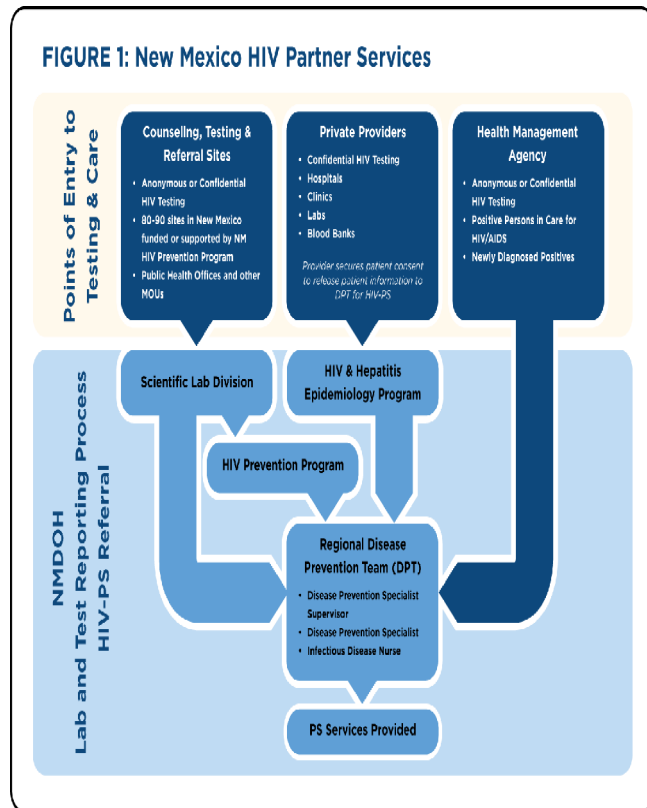 FIGURE 1: New Mexico HIV Partner Services
Points of Entry to
Testing & Care
Counseling, Testing &
Referral Sites
• Anonymous or Confidential
HIV Testing
• 80-90 sites in New Mexico
funded or supported by NM
HIV Prevention Program
• Public Health Offices and other
MOUs
Private Providers
• Confidential HIV Testing
• Hospitals
• Clinics
• Labs
• Blood Banks
Provider secures patient consent
to release patient information to
DPT for HIV-PS
Health Management
Agency
• Anonymous or Confidential
HIV Testing
• Positive Persons in Care for
HIV/AIDS
• Newly Diagnosed Positives
NMDOH
Lab and Test Reporting Process
HIV-PS Referral
Scientific Lab Division
HIV & Hepatitis
Epidemiology Program
HIV Prevention Program
Regional Disease
Prevention Team (DPT)
• Disease Prevention Specialist
Supervisor
• Disease Prevention Specialist
• Infectious Disease Nurse
PS Services Provided